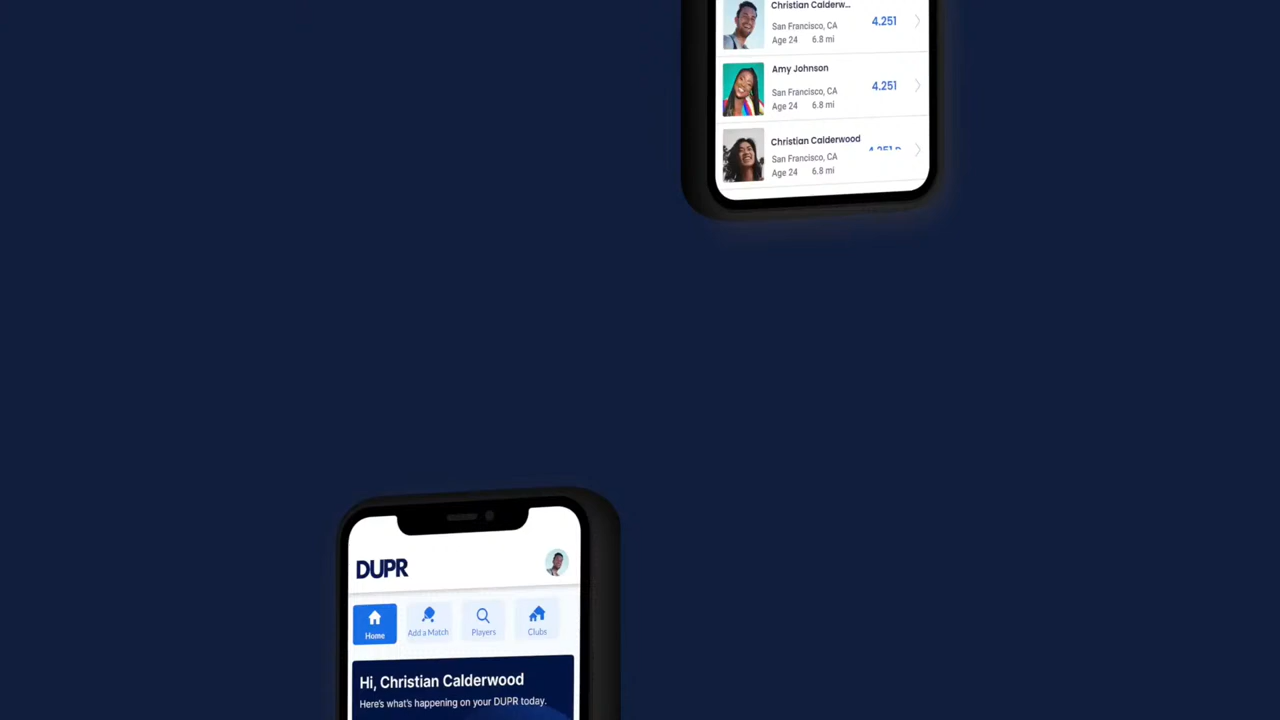 Christian Calderw...
4.251
San Francisco, CA
Age 24 6.8 mi
Amy Johnson
4.251
San Francisco, CA
Age 24 6.8 mi
Christian Calderwood
San Francisco, CA
Age 24 6.8 mi
DUPR
Home
Add a Match
Players
Clubs
Hi, Christian Calderwood
Here's what's happening on your DUPR today.